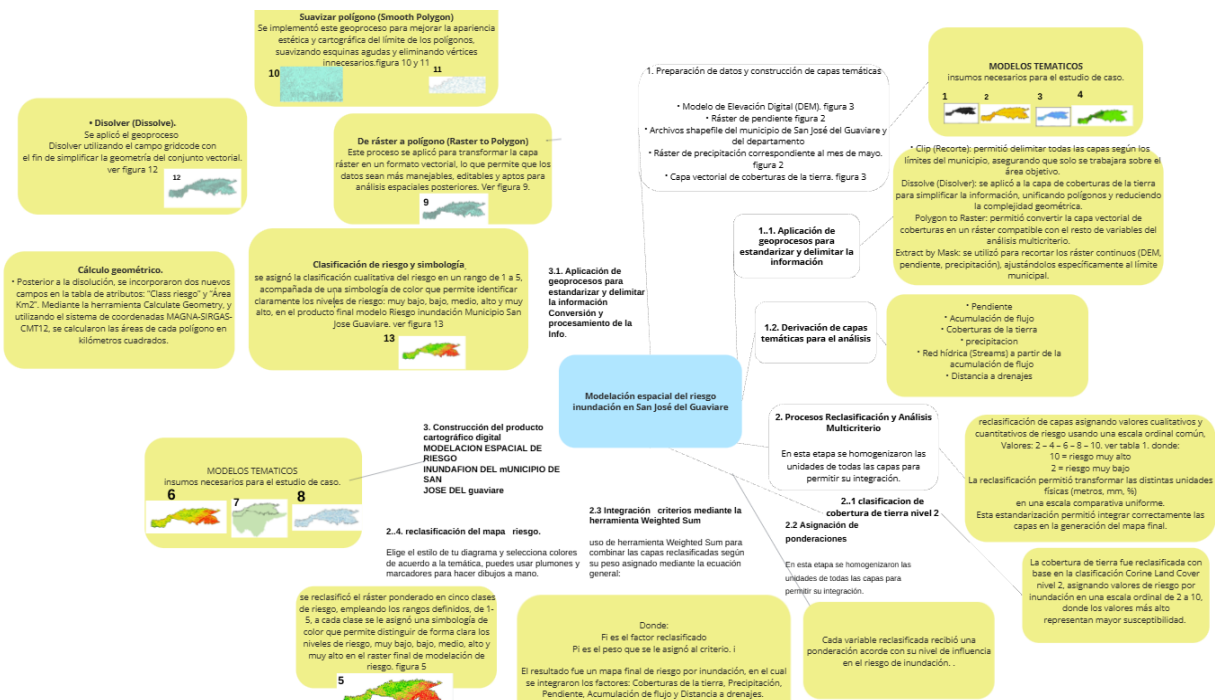 Suavizar polígono (Smooth Polygon)
Se implementó este geoproceso para mejorar la apariencia
estética y cartográfica del límite de los polígonos,
suavizando esquinas agudas y eliminando vértices
innecesarios.figura 10 y 11
10
11
• Disolver (Dissolve).
Se aplicó el geoproceso
Disolver utilizando el campo gridcode con
el fin de simplificar la geometría del conjunto vectorial.
ver figura 12
12
De ráster a polígono (Raster to Polygon)
Este proceso se aplicó para transformar la capa
ráster en un formato vectorial, lo que permite que los
datos sean más manejables, editables y aptos para
análisis espaciales posteriores. Ver figura 9.
9
Cálculo geométrico.
• Posterior a la disolución, se incorporaron dos nuevos
campos en la tabla de atributos: "Class riesgo" y "Área
Km2". Mediante la herramienta Calculate Geometry, y
utilizando el sistema de coordenadas MAGNA-SIRGAS-
CMT12, se calcularon las áreas de cada polígono en
kilómetros cuadrados.
Clasificación de riesgo y simbología
se asignó la clasificación cualitativa del riesgo en un rango de 1 a 5,
acompañada de una simbología de color que permite identificar
claramente los niveles de riesgo: muy bajo, bajo, medio, alto y muy
alto, en el producto final modelo Riesgo inundación Municipio San
Jose Guaviare. ver figura 13
13
3.1. Aplicación de
geoprocesos para
estandarizar y delimitar
la información
Conversión y
procesamiento de la
Info.
1. Preparación de datos y construcción de capas temáticas
• Modelo de Elevación Digital (DEM). figura 3
• Ráster de pendiente figura 2
• Archivos shapefile del municipio de San José del Guaviare y
del departamento
• Ráster de precipitación correspondiente al mes de mayo.
figura 2
• Capa vectorial de coberturas de la tierra. figura 3
MODELOS TEMATICOS
insumos necesarios para el estudio de caso.
1
2
3
4
1..1. Aplicación de
geoprocesos para
estandarizar y delimitar la
información
• Clip (Recorte): permitió delimitar todas las capas según los
límites del municipio, asegurando que solo se trabajara sobre el
área objetivo.
Dissolve (Disolver): se aplicó a la capa de coberturas de la tierra
para simplificar la información, unificando polígonos y reduciendo
la complejidad geométrica.
Polygon to Raster: permitió convertir la capa vectorial de
coberturas en un ráster compatible con el resto de variables del
análisis multicriterio.
Extract by Mask: se utilizó para recortar los ráster continuos (DEM,
pendiente, precipitación), ajustándolos específicamente al límite
municipal.
1.2. Derivación de capas
temáticas para el análisis
• Pendiente
• Acumulación de flujo
• Coberturas de la tierra
• precipitacion
• Red hídrica (Streams) a partir de la
acumulación de flujo
• Distancia a drenajes
Modelación espacial del riesgo
inundación en San José del Guaviare
2. Procesos Reclasificación y Análisis
Multicriterio
En esta etapa se homogenizaron las
unidades de todas las capas para
permitir su integración.
reclasificación de capas asignando valores cualitativos y
cuantitativos de riesgo usando una escala ordinal común,
Valores: 2 – 4 – 6 – 8 – 10. ver tabla 1. donde:
10 = riesgo muy alto
2 = riesgo muy bajo
La reclasificación permitió transformar las distintas unidades
físicas (metros, mm, %)
en una escala comparativa uniforme.
Esta estandarización permitió integrar correctamente las
capas en la generación del mapa final.
2..1 clasificacion de
cobertura de tierra nivel 2
La cobertura de tierra fue reclasificada con
base en la clasificación Corine Land Cover
nivel 2, asignando valores de riesgo por
inundación en una escala ordinal de 2 a 10,
donde los valores más alto
representan mayor susceptibilidad.
2.2 Asignación de
ponderaciones
En esta etapa se homogenizaron las
unidades de todas las capas para
permitir su integración.
Cada variable reclasificada recibió una
ponderación acorde con su nivel de influencia
en el riesgo de inundación. .
2.3 Integración criterios mediante la
herramienta Weighted Sum
uso de herramienta Weighted Sum para
combinar las capas reclasificadas según
su peso asignado mediante la ecuación
general:
Donde:
Fi es el factor reclasificado
Pi es el peso que se le asignó al criterio. i
El resultado fue un mapa final de riesgo por inundación, en el cual
se integraron los factores: Coberturas de la tierra, Precipitación,
Pendiente, Acumulación de flujo y Distancia a drenajes.
2..4. reclasificación del mapa riesgo.
Elige el estilo de tu diagrama y selecciona colores
de acuerdo a la temática, puedes usar plumones y
marcadores para hacer dibujos a mano.
se reclasificó el ráster ponderado en cinco clases
de riesgo, empleando los rangos definidos, de 1-
5, a cada clase se le asignó una simbología de
color que permite distinguir de forma clara los
niveles de riesgo, muy bajo, bajo, medio, alto y
muy alto en el raster final de modelación de
riesgo. figura 5
5
3. Construcción del producto
cartográfico digital
MODELACION ESPACIAL DE
RIESGO
INUNDAFION DEL mUNICIPIO DE
SAN
JOSE DEL guaviare
MODELOS TEMATICOS
insumos necesarios para el estudio de caso.
6
7
8